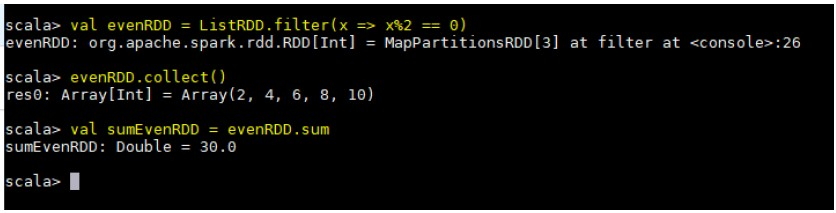 scala> val evenRDD = ListRDD.filter(x => x%2 == 0)
evenRDD: org.apache.spark.rdd.RDD[Int] = MapPartitionsRDD[3] at filter at <console>:26
scala> evenRDD.collect()
res0: Array[Int] = Array(2, 4, 6, 8, 10)
scala> val sumEvenRDD = evenRDD.sum
sumEvenRDD: Double = 30.0
scala>